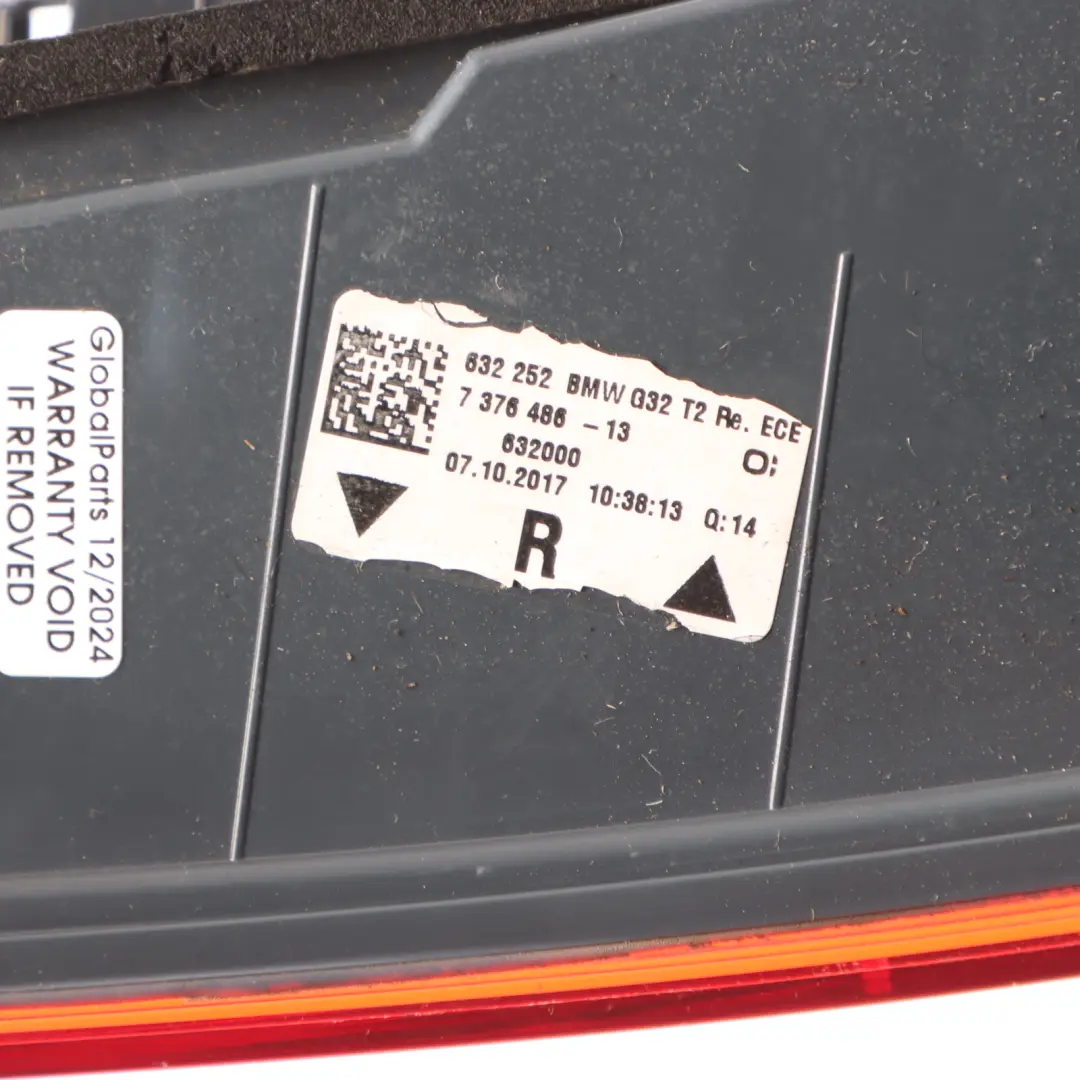 GlobalParts 12/2024
WARRANTY VOID
IF REMOVED
632 252 BMW G32 T2 Re. ECE
7 376 486 -13
632000
07.10.2017 10:38:13 Q:14
R